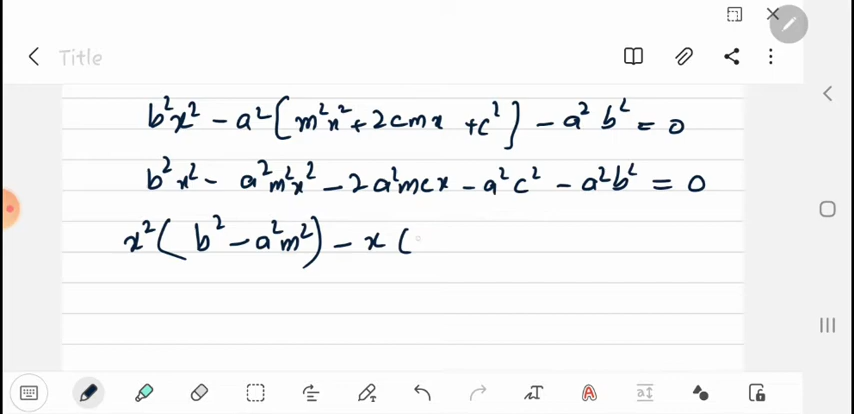 Title
b²x² - a²[m²x² + 2cmx + c²] - a²b² = 0
b²x² - a²m²x² - 2a²mcx - a²c² - a²b² = 0
x²(b² - a²m²) - x(